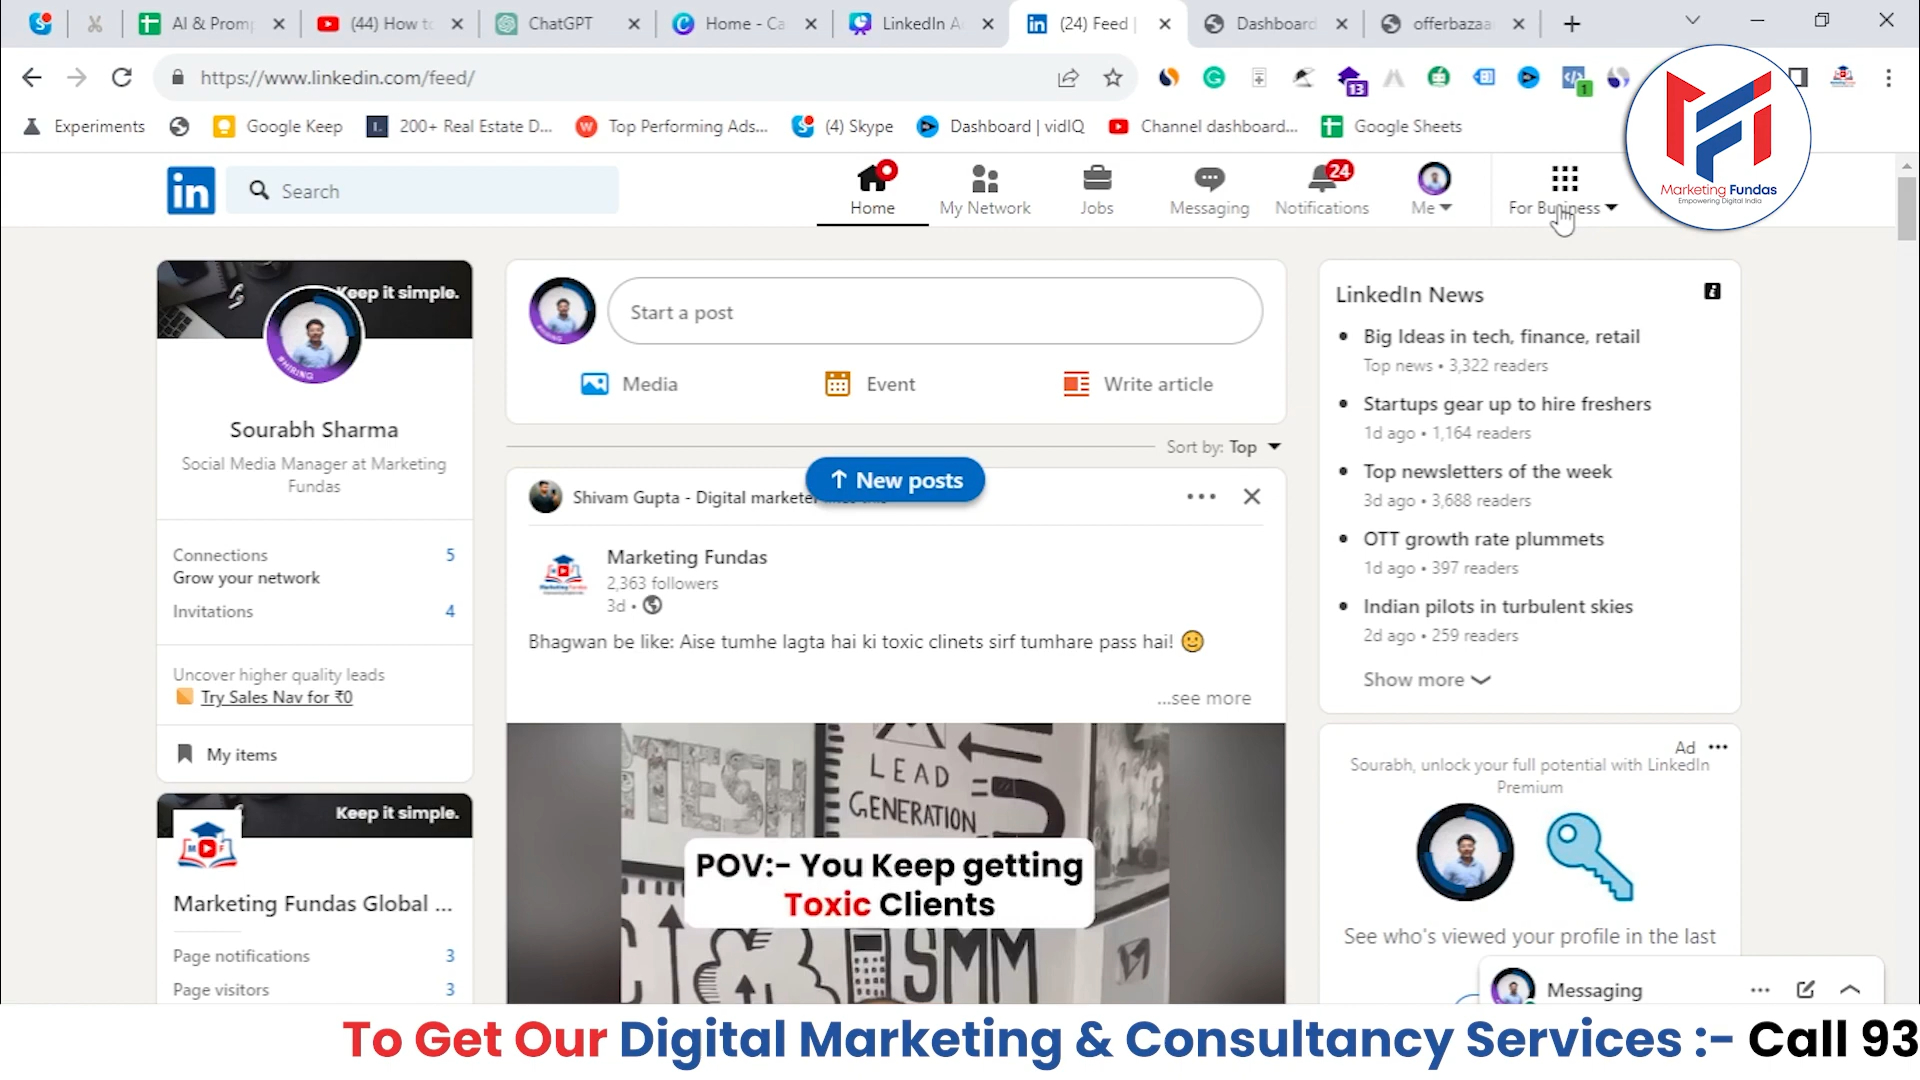 AI & Promp
(44) How to
ChatGPT
Home - Ca
LinkedIn A
(24) Feed |
Dashboard
offerbazaa
https://www.linkedin.com/feed/
13
1
Experiments
Google Keep
200+ Real Estate D...
Top Performing Ads...
(4) Skype
Dashboard | vidIQ
Channel dashboard...
Google Sheets
Marketing Fundas
Empowering Digital India
in
Search
Home
My Network
Jobs
Messaging
24
Notifications
Me
For Business
Keep it simple.
#HIRING
Sourabh Sharma
Social Media Manager at Marketing
Fundas
Connections 5
Grow your network
Invitations 4
Uncover higher quality leads
Try Sales Nav for ₹0
My items
Keep it simple.
Marketing Fundas Global ...
Page notifications 3
Page visitors 3
Start a post
Media
Event
Write article
Sort by: Top
↑ New posts
Shivam Gupta - Digital marketer
Marketing Fundas
2,363 followers
3d •
Bhagwan be like: Aise tumhe lagta hai ki toxic clinets sirf tumhare pass hai! 🙂
...see more
LEAD
GENERATION
POV:- You Keep getting
Toxic Clients
SMM
LinkedIn News
Big Ideas in tech, finance, retail
Top news • 3,322 readers
Startups gear up to hire freshers
1d ago • 1,164 readers
Top newsletters of the week
3d ago • 3,688 readers
OTT growth rate plummets
1d ago • 397 readers
Indian pilots in turbulent skies
2d ago • 259 readers
Show more
Ad
Sourabh, unlock your full potential with LinkedIn
Premium
See who's viewed your profile in the last
Messaging
To Get Our Digital Marketing & Consultancy Services :- Call 93